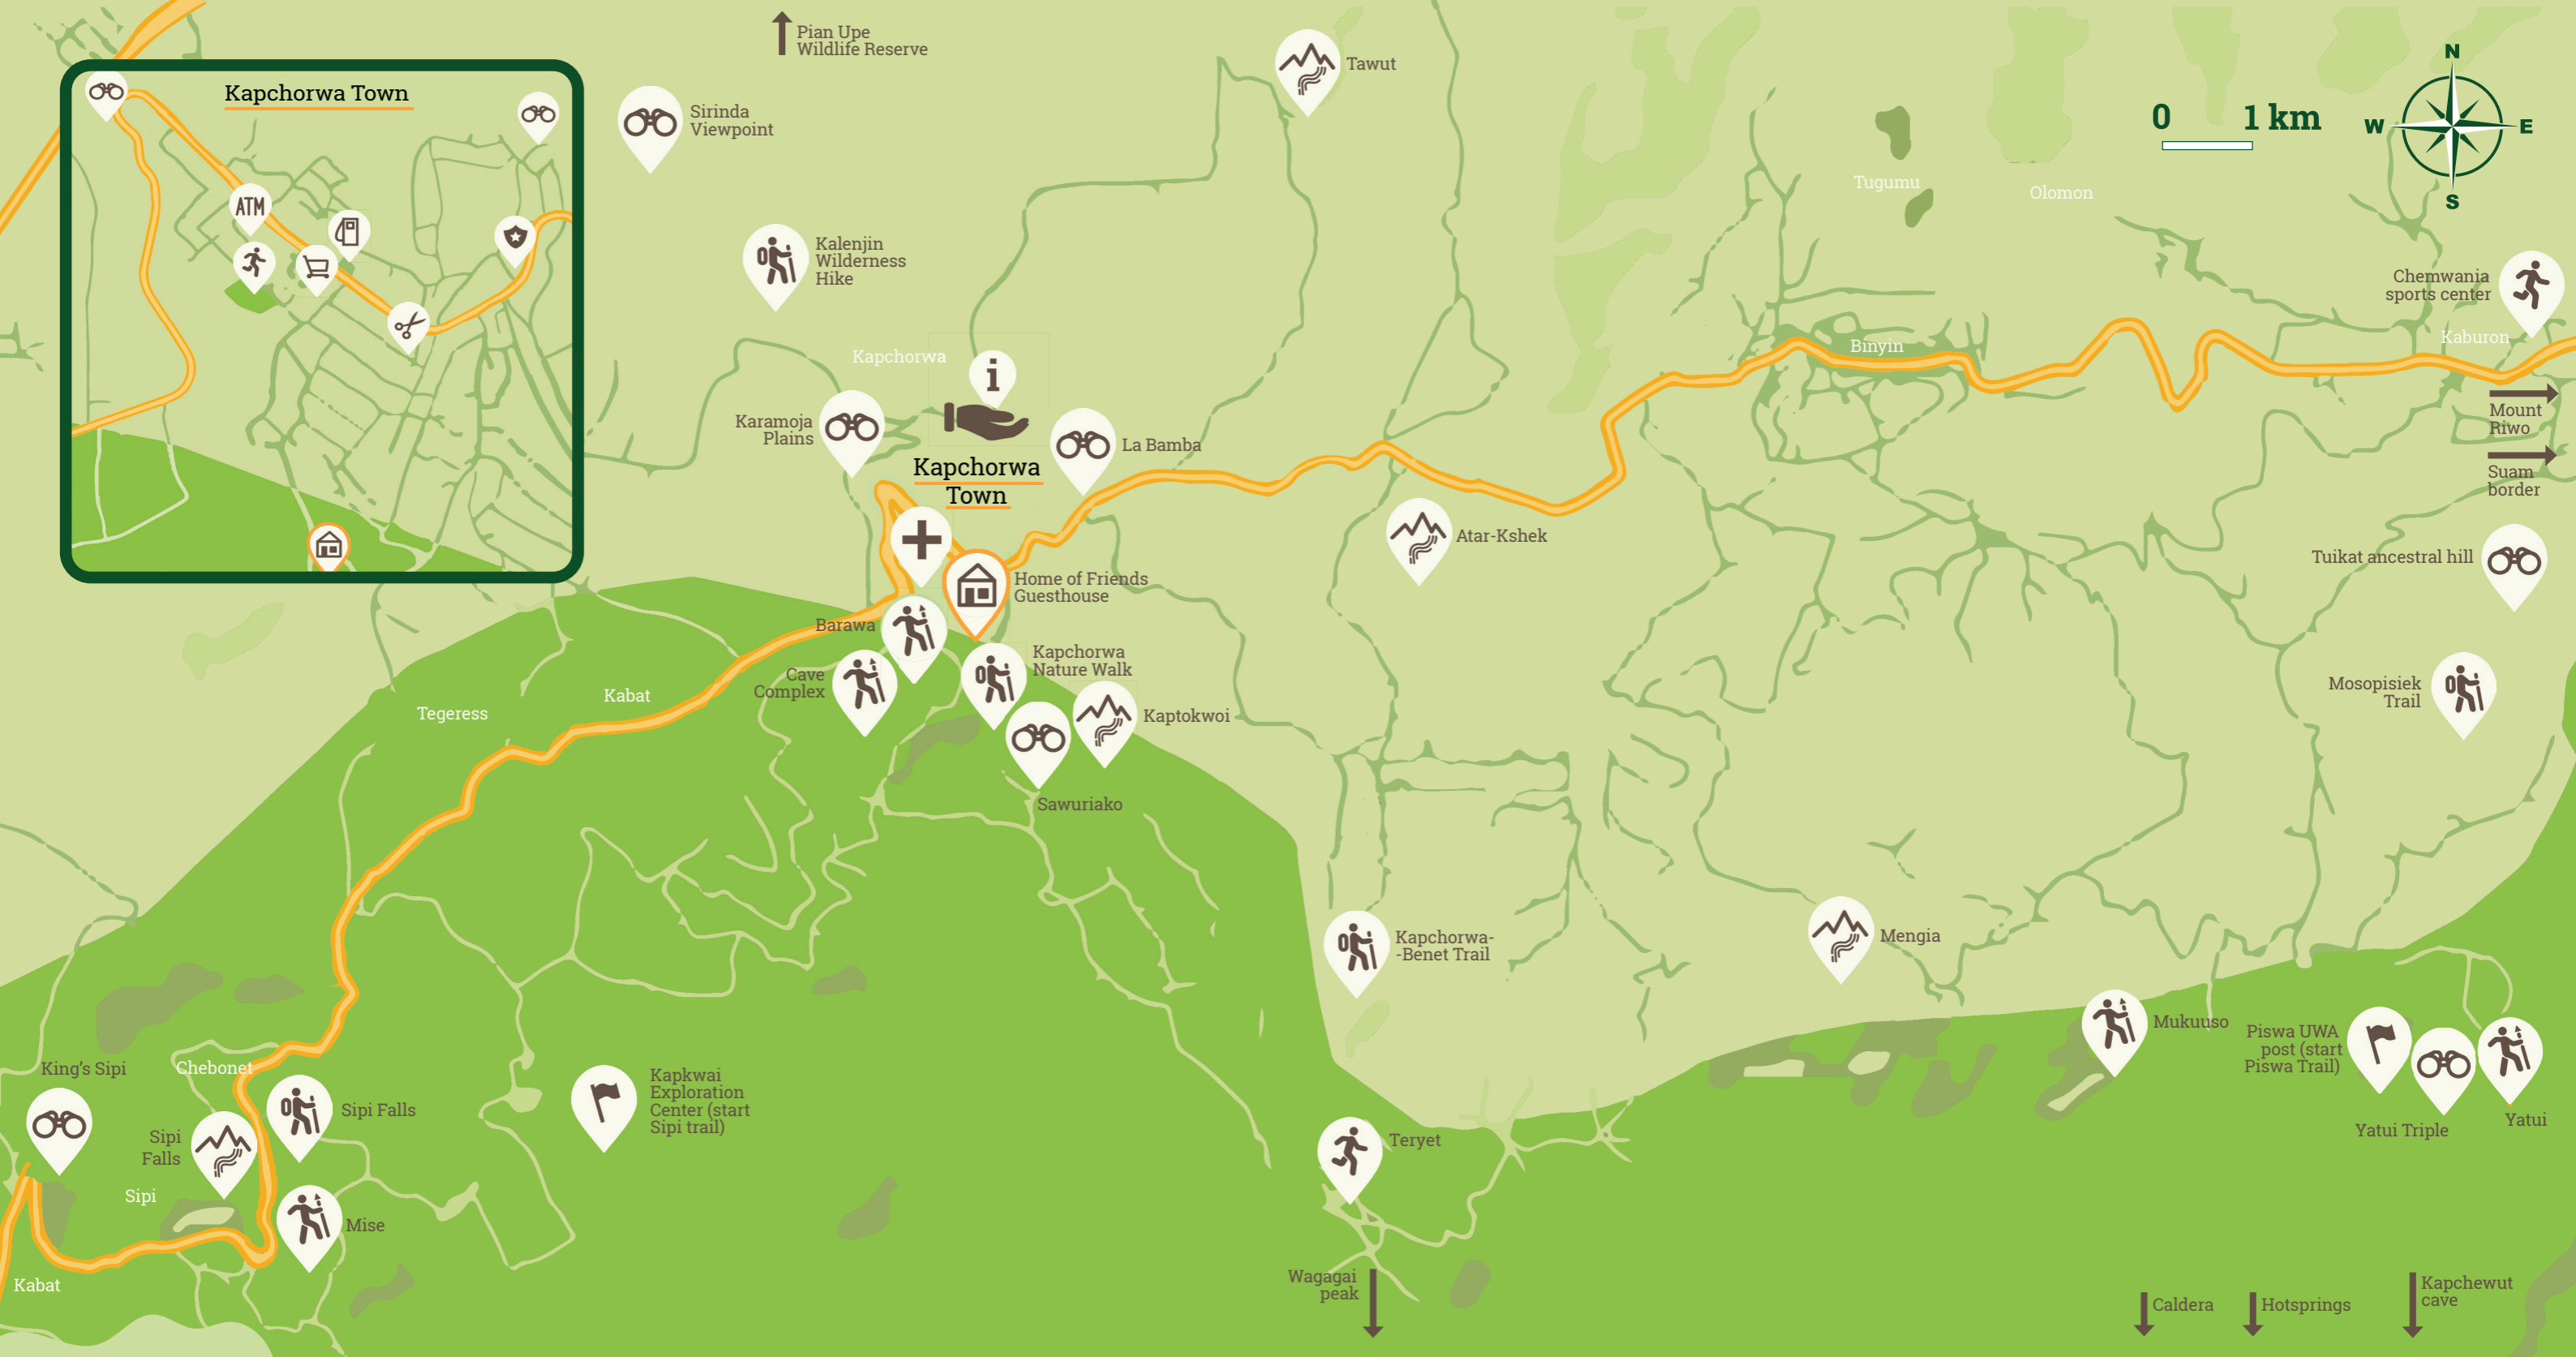 Pian Upe
Wildlife Reserve
Tawut
N
W
E
S
0 1 km
Kapchorwa Town
ATM
Sirinda
Viewpoint
Tugumu
Olomon
Kalenjin
Wilderness
Hike
Chemwania
sports center
Kaburon
Binyin
Kapchorwa
i
Karamoja
Plains
La Bamba
Kapchorwa
Town
Mount
Riwo
Suam
border
Atar-Kshek
Tuikat ancestral hill
Home of Friends
Guesthouse
Barawa
Kapchorwa
Nature Walk
Cave
Complex
Kabat
Tegeress
Kaptokwoi
Mosopisiek
Trail
Sawuriako
Kapchorwa-
-Benet Trail
Mengia
Mukuuso
Piswa UWA
post (start
Piswa Trail)
Yatui Triple
Yatui
King's Sipi
Chebonet
Sipi Falls
Sipi
Falls
Kapkwai
Exploration
Center (start
Sipi trail)
Teryet
Sipi
Mise
Kabat
Wagagai
peak
Caldera
Hotsprings
Kapchewut
cave